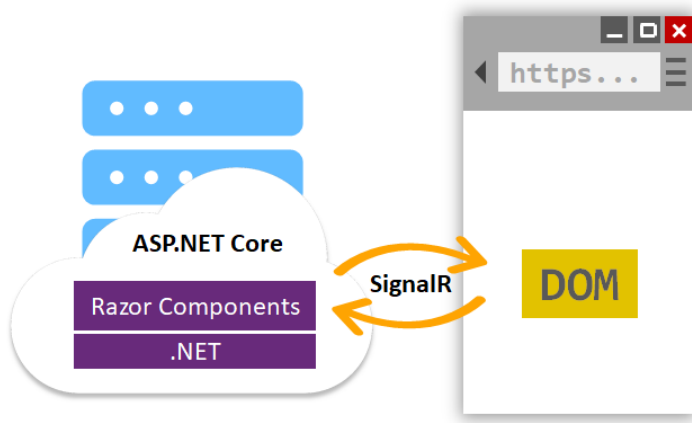 https...
ASP.NET Core
SignalR
DOM
Razor Components
.NET